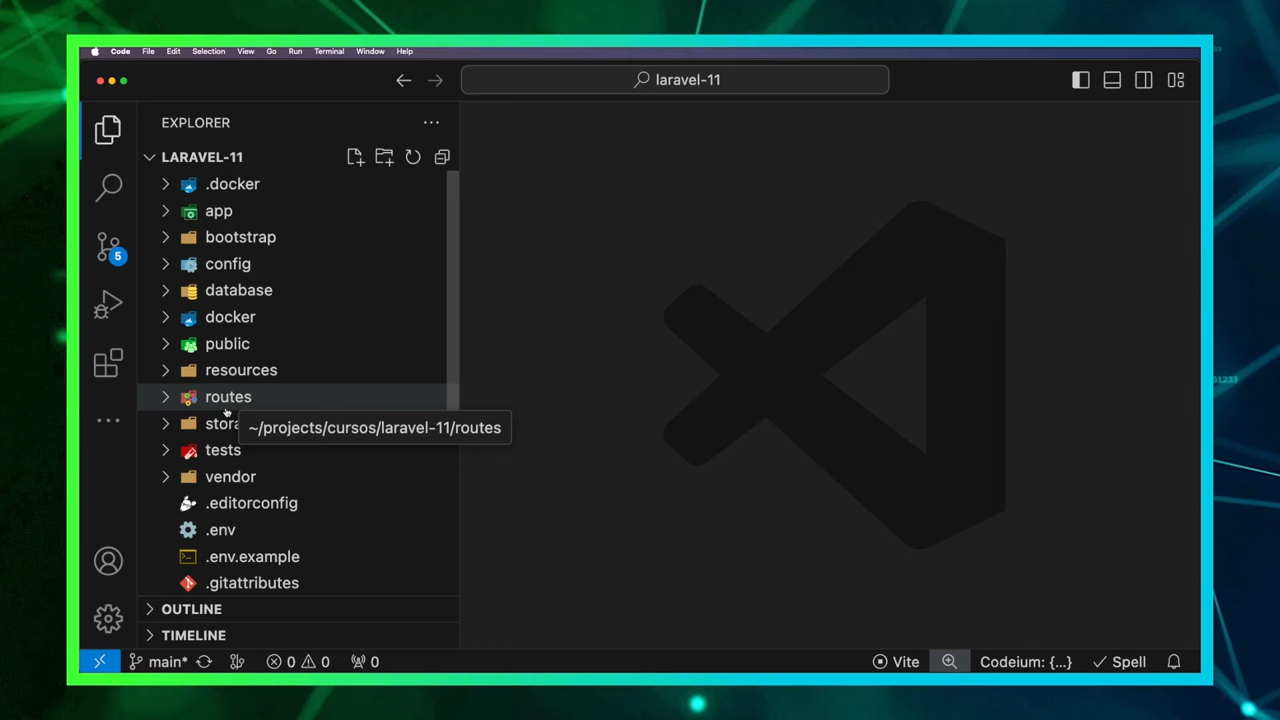 Code File Edit Selection View Go Run Terminal Window Help
laravel-11
EXPLORER
LARAVEL-11
.docker
app
bootstrap
config
database
docker
public
resources
routes
stora
~/projects/cursos/laravel-11/routes
tests
vendor
.editorconfig
.env
.env.example
.gitattributes
OUTLINE
TIMELINE
5
main* 0 0 0 Vite Codeium: {...} Spell
51233